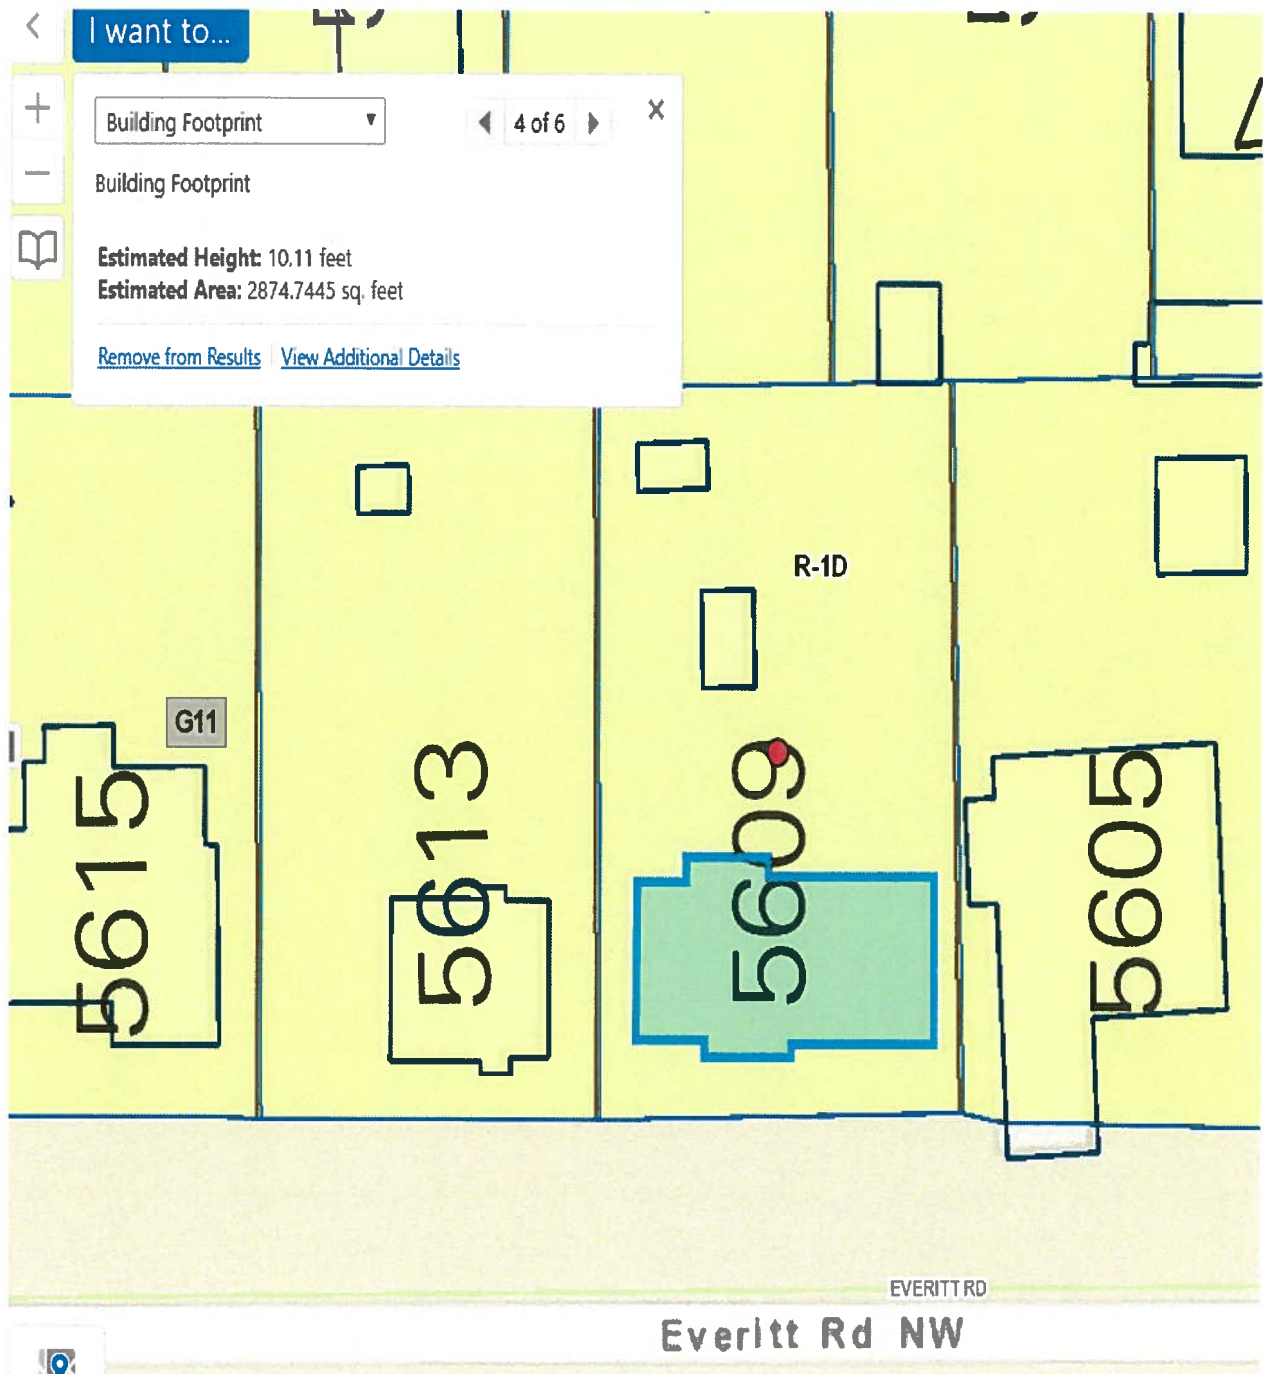 I want to...
Building Footprint
4 of 6
Building Footprint
Estimated Height: 10.11 feet
Estimated Area: 2874.7445 sq. feet
Remove from Results
View Additional Details
R-1D
G11
5615
5613
5609
5605
EVERITT RD
Everitt Rd NW